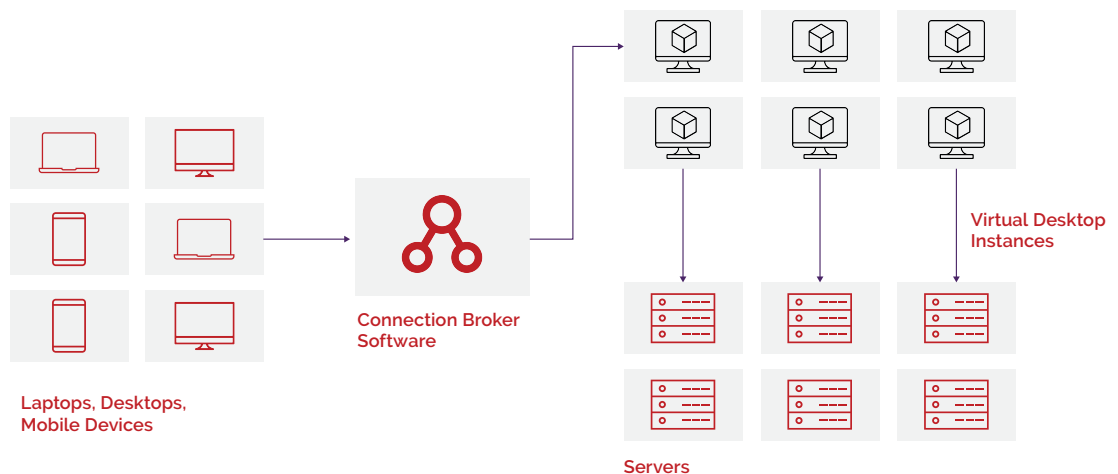 Laptops, Desktops,
Mobile Devices
Connection Broker
Software
Virtual Desktop
Instances
Servers